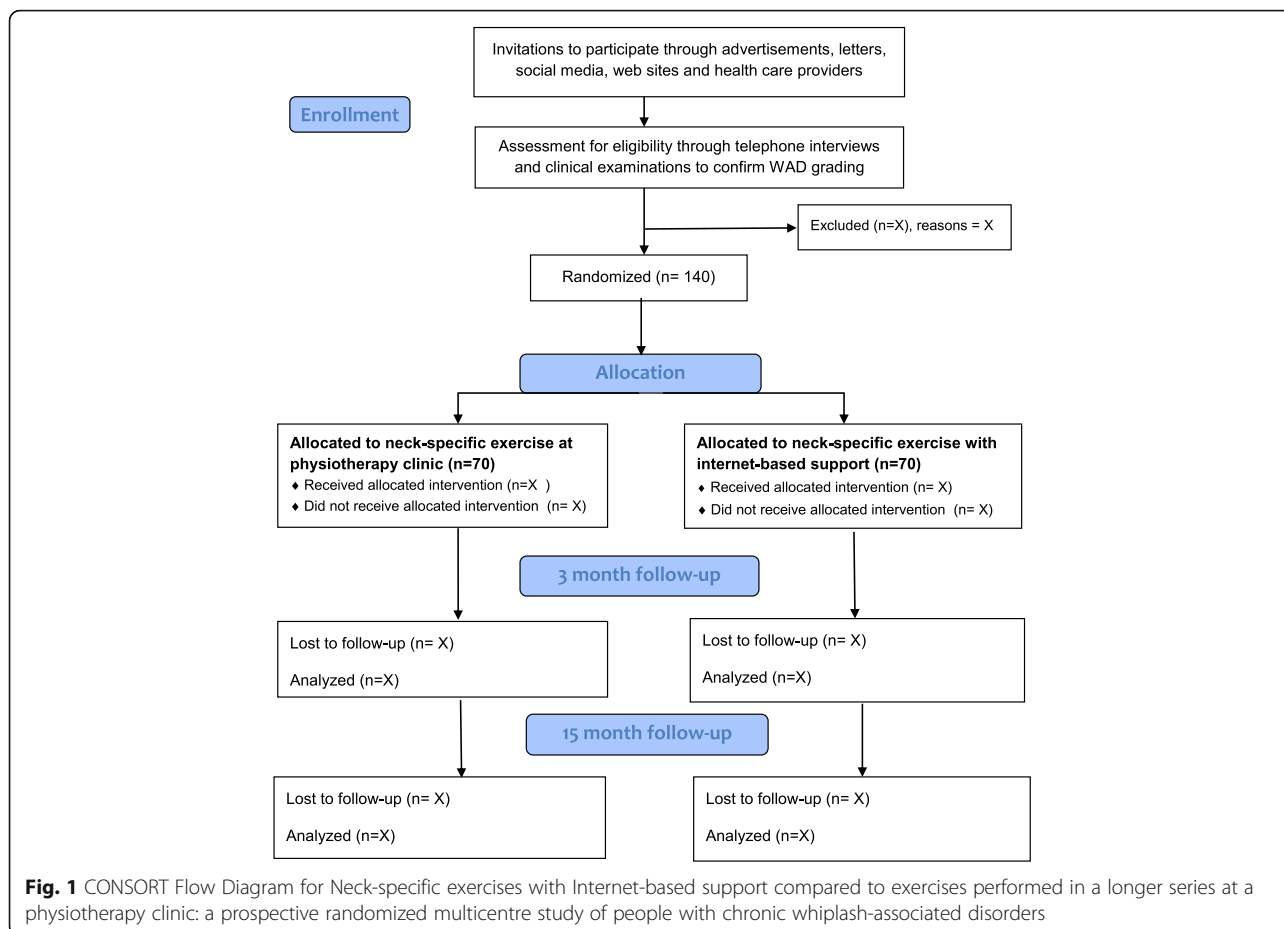 Invitations to participate through advertisements, letters,
social media, web sites and health care providers
Enrollment
Assessment for eligibility through telephone interviews
and clinical examinations to confirm WAD grading
Excluded (n=X), reasons = X
Randomized (n= 140)
Allocation
Allocated to neck-specific exercise at
physiotherapy clinic (n=70)
♦ Received allocated intervention (n=X )
♦ Did not receive allocated intervention (n= X)
Allocated to neck-specific exercise with
internet-based support (n=70)
♦ Received allocated intervention (n= X)
♦ Did not receive allocated intervention (n= X)
3 month follow-up
Lost to follow-up (n= X)
Analyzed (n=X)
Lost to follow-up (n= X)
Analyzed (n=X)
15 month follow-up
Lost to follow-up (n= X)
Analyzed (n=X)
Lost to follow-up (n= X)
Analyzed (n=X)
Fig. 1 CONSORT Flow Diagram for Neck-specific exercises with Internet-based support compared to exercises performed in a longer series at a
physiotherapy clinic: a prospective randomized multicentre study of people with chronic whiplash-associated disorders